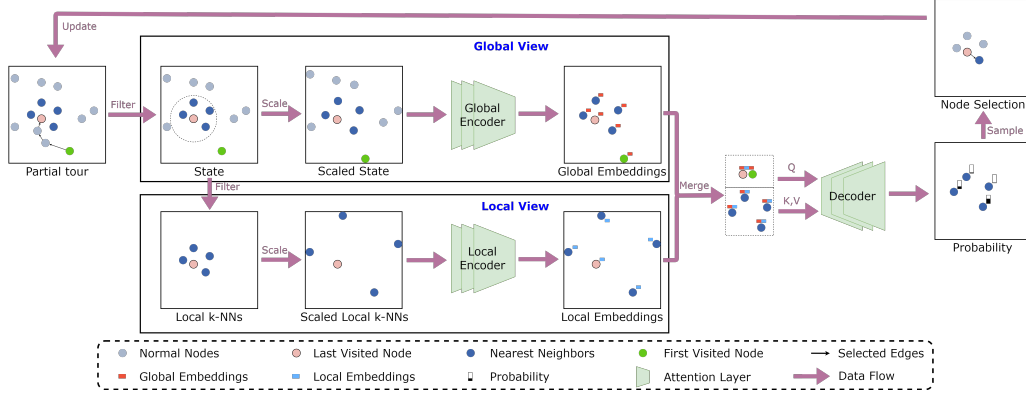 Update
Global View
Filter
Scale
Global
Encoder
Partial tour
State
Scaled State
Global Embeddings
Node Selection
Sample
Filter
Merge
Q
K,V
Decoder
Probability
Local View
Scale
Local
Encoder
Local k-NNs
Scaled Local k-NNs
Local Embeddings
Normal Nodes
Last Visited Node
Nearest Neighbors
First Visited Node
Selected Edges
Global Embeddings
Local Embeddings
Probability
Attention Layer
Data Flow